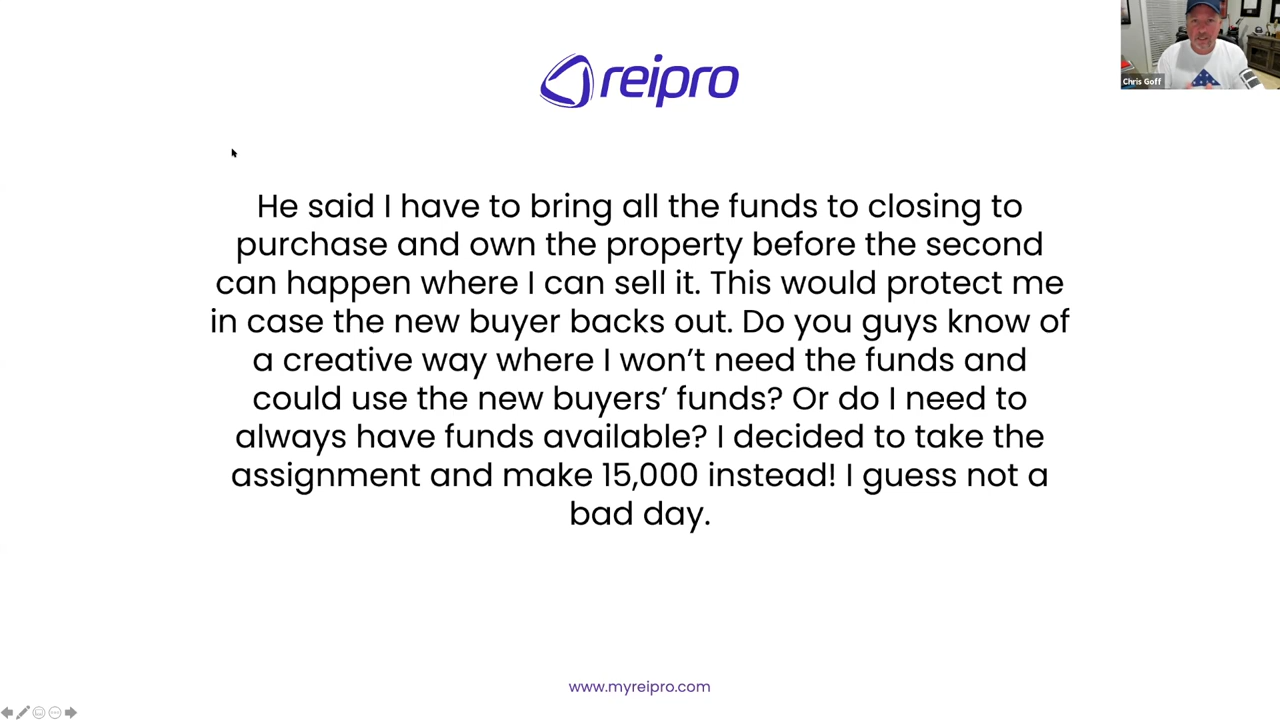 reipro
Chris Goff
He said I have to bring all the funds to closing to
purchase and own the property before the second
can happen where I can sell it. This would protect me
in case the new buyer backs out. Do you guys know of
a creative way where I won’t need the funds and
could use the new buyers’ funds? Or do I need to
always have funds available? I decided to take the
assignment and make 15,000 instead! I guess not a
bad day.
www.myreipro.com